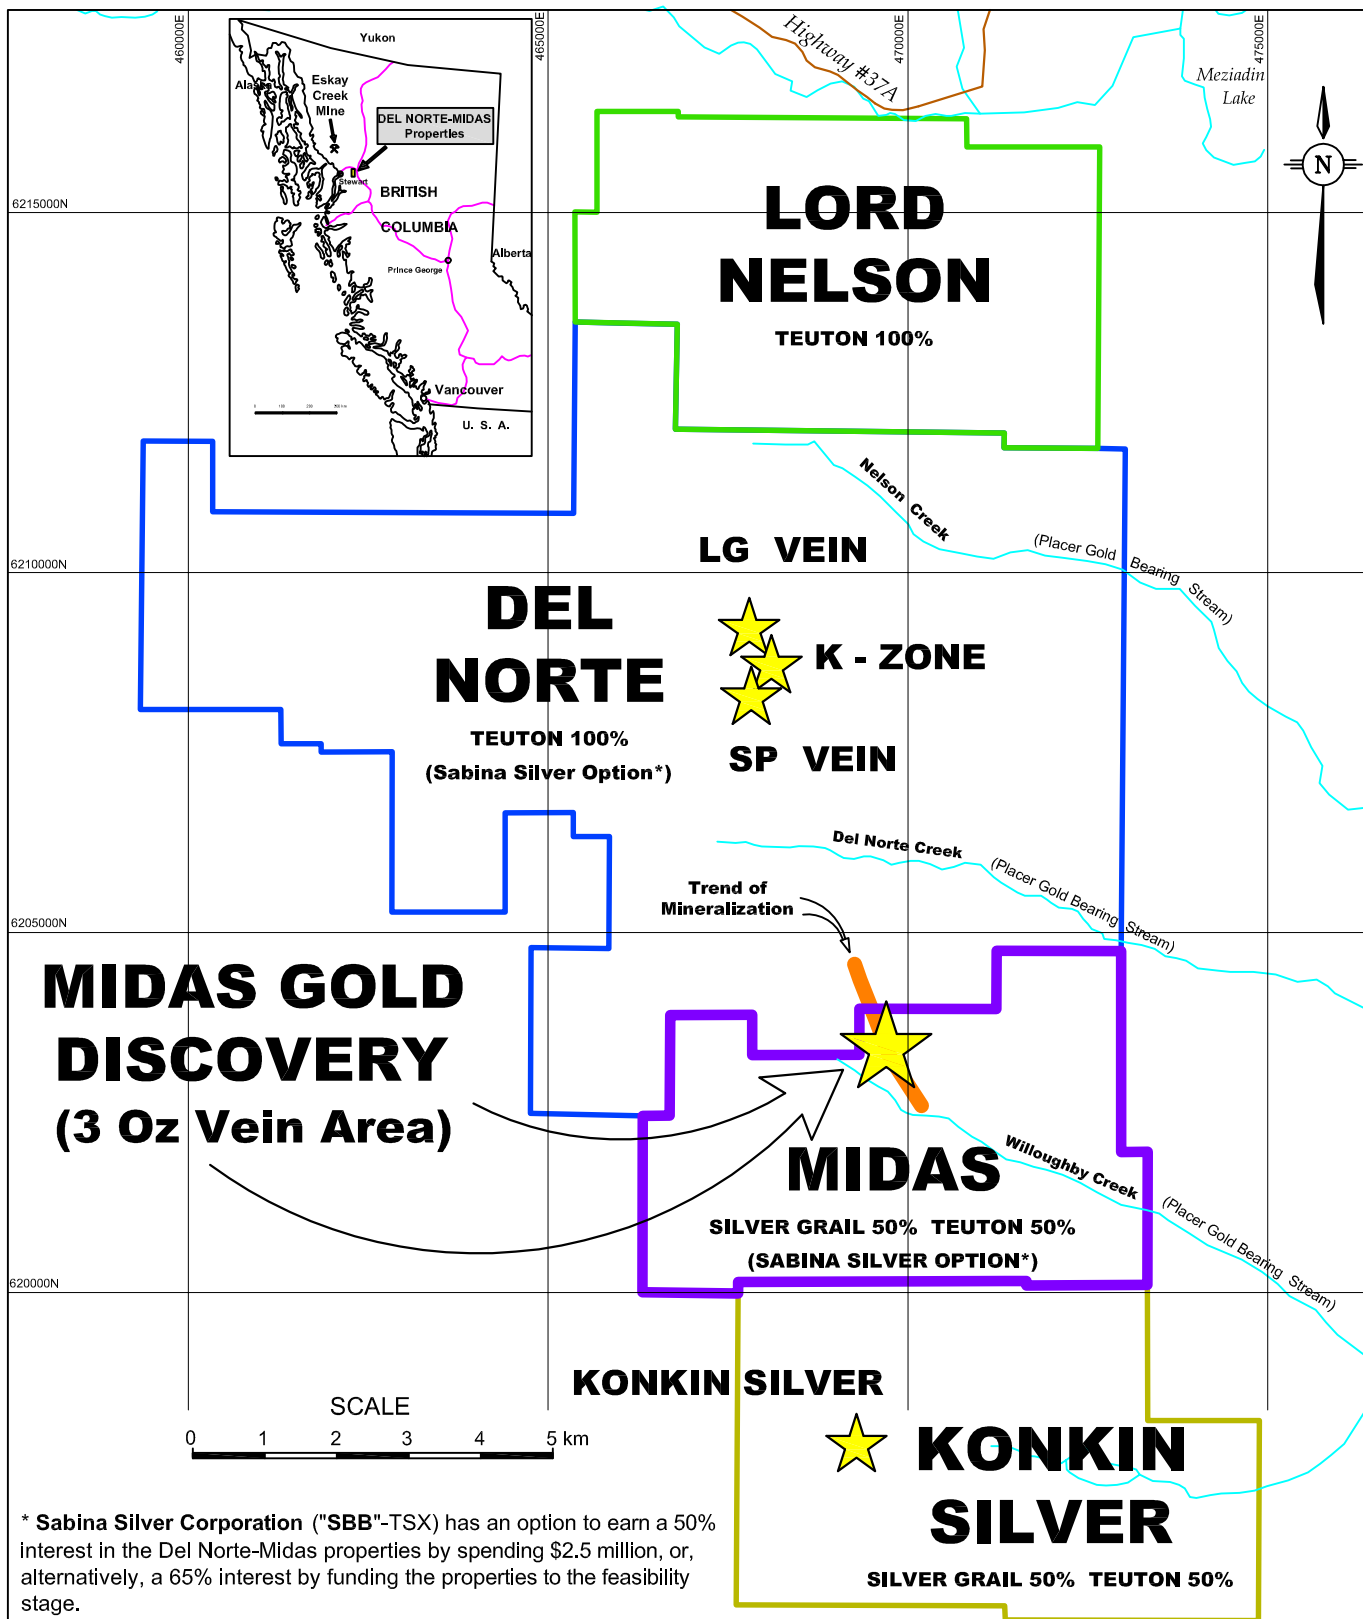 460000E
465000E
470000E
475000E
Highway #37A
Meziadin
Lake
N
Yukon
Alaska
Eskay
Creek
MIne
DEL NORTE-MIDAS
Properties
Stewart
BRITISH
COLUMBIA
Prince George
Alberta
Vancouver
U. S. A.
6215000N
LORD
NELSON
TEUTON 100%
Nelson Creek
(Placer Gold Bearing Stream)
6210000N
LG VEIN
DEL
NORTE
TEUTON 100%
(Sabina Silver Option*)
K - ZONE
SP VEIN
Del Norte Creek
(Placer Gold Bearing Stream)
Trend of
Mineralization
6205000N
MIDAS GOLD
DISCOVERY
(3 Oz Vein Area)
MIDAS
SILVER GRAIL 50% TEUTON 50%
(SABINA SILVER OPTION*)
Willoughby Creek
(Placer Gold Bearing Stream)
620000N
KONKIN SILVER
KONKIN
SILVER
SILVER GRAIL 50% TEUTON 50%
SCALE
0 1 2 3 4 5 km
* Sabina Silver Corporation ("SBB"-TSX) has an option to earn a 50%
interest in the Del Norte-Midas properties by spending $2.5 million, or,
alternatively, a 65% interest by funding the properties to the feasibility
stage.